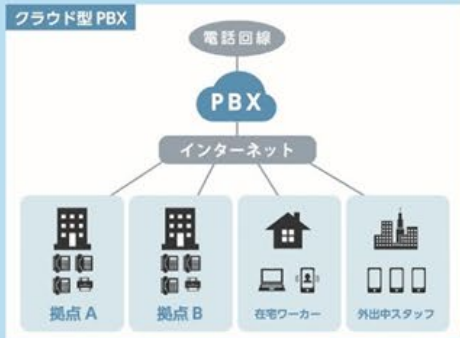 クラウド型 PBX
電話回線
PBX
インターネット
拠点 A
拠点 B
在宅ワーカー
外出中スタッフ